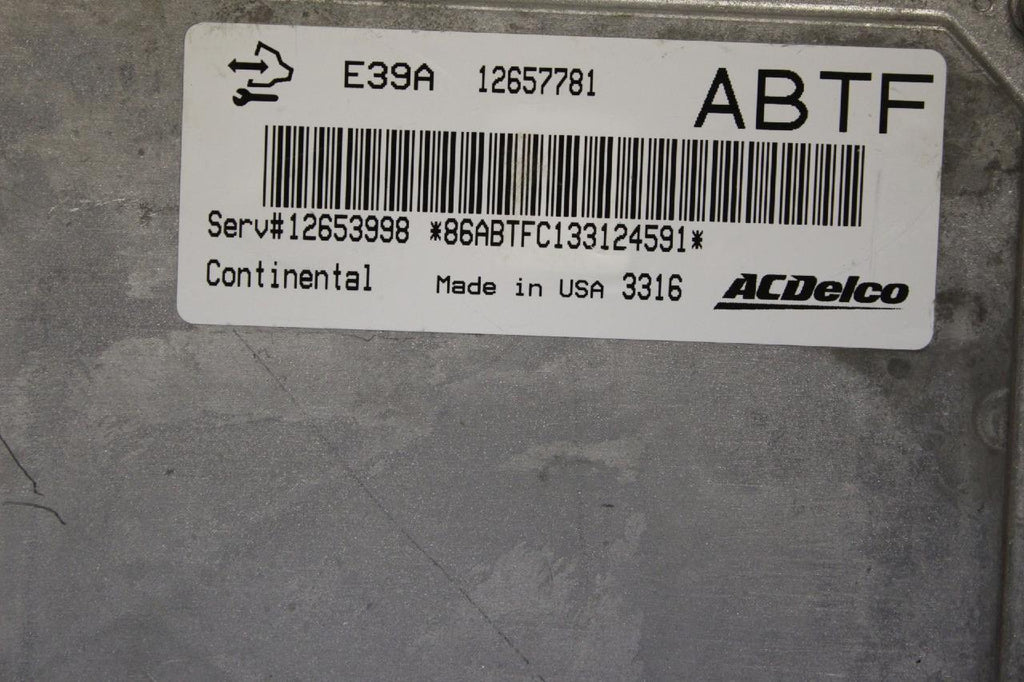 E39A 12657781 ABTF
Serv#12653998 *86ABTFC133124591*
Continental Made in USA 3316 ACDelco